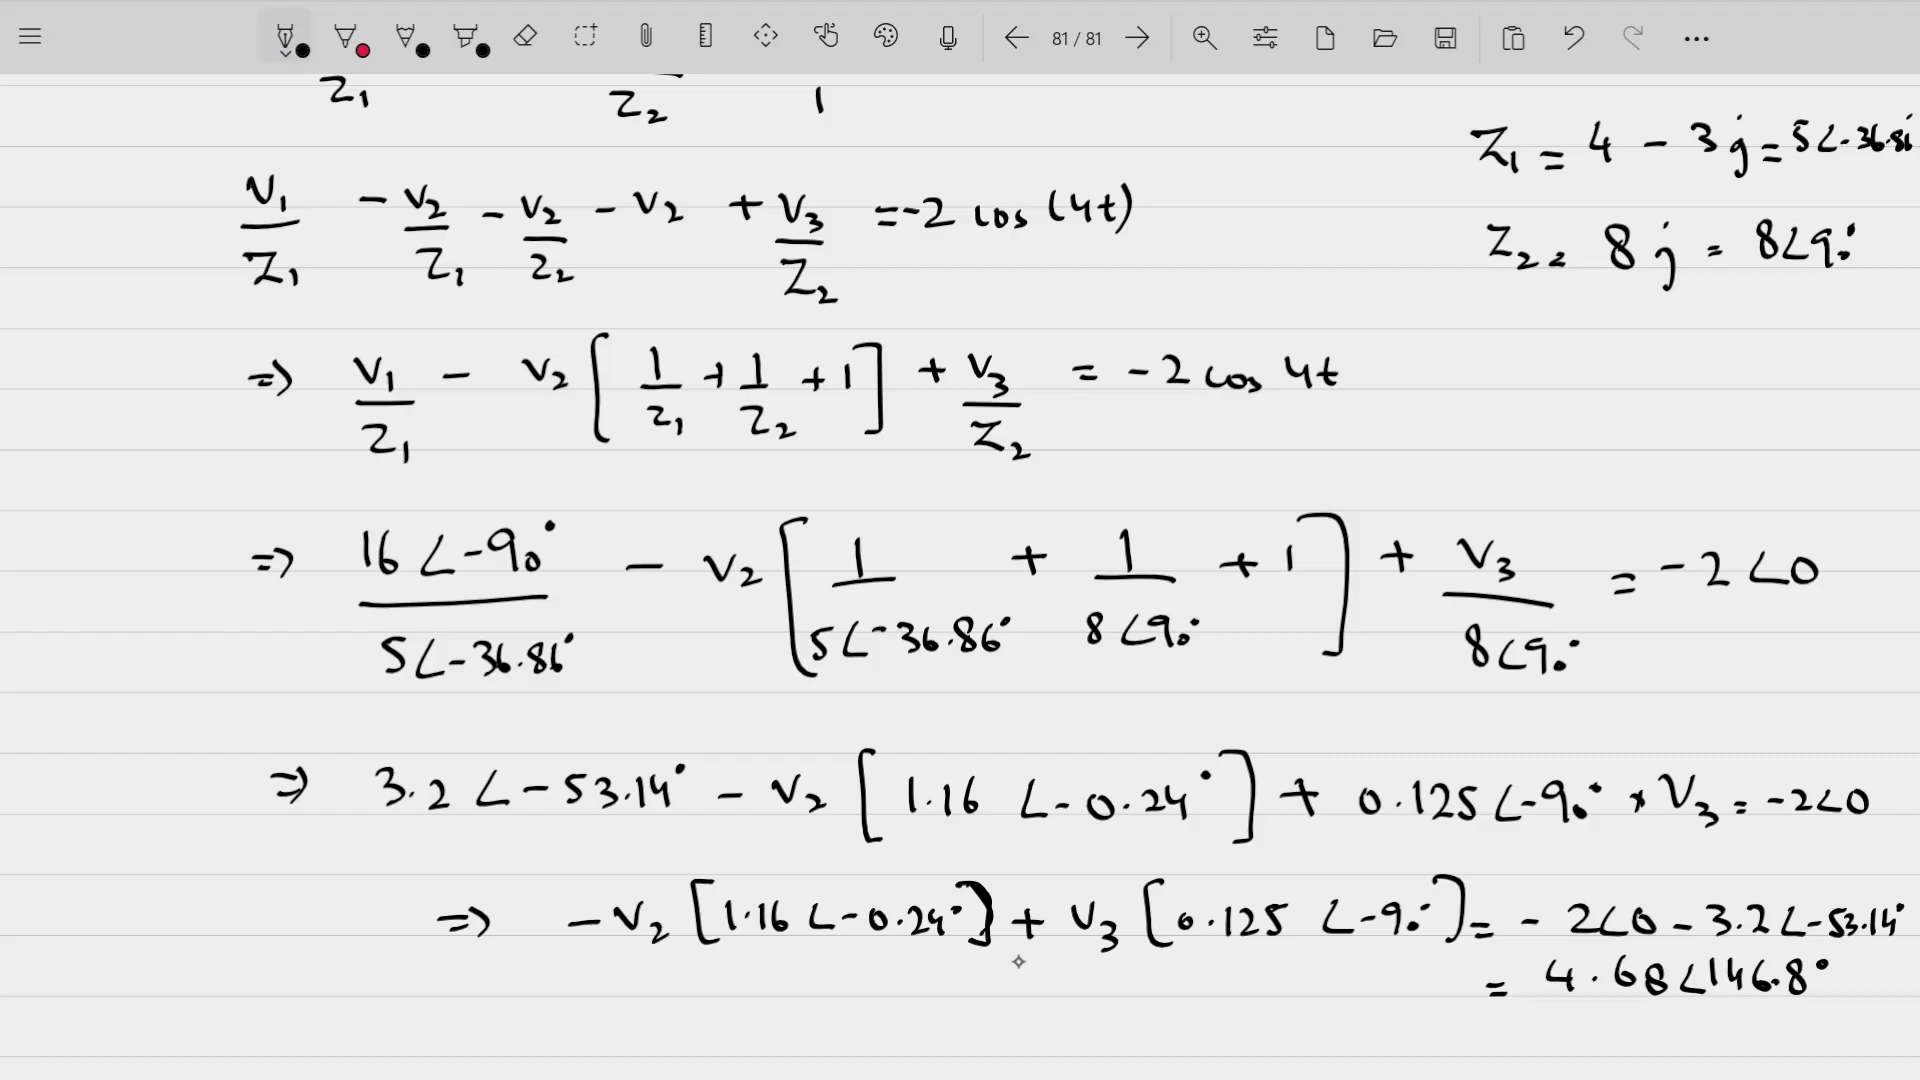 81 / 81
Z₁ Z₂ 1
Z₁ = 4 - 3j = 5∠-36.86
V₁/Z₁ - V₂/Z₁ - V₂/Z₂ - V₂ + V₃/Z₂ = -2 cos (4t)
Z₂ = 8j = 8∠90°
⇒ V₁/Z₁ - V₂ [ 1/Z₁ + 1/Z₂ + 1 ] + V₃/Z₂ = -2 cos 4t
⇒ 16∠-90°/5∠-36.86° - V₂ [ 1/5∠-36.86° + 1/8∠90° + 1 ] + V₃/8∠90° = -2∠0
⇒ 3.2∠-53.14° - V₂ [ 1.16 ∠-0.24° ] + 0.125∠-90° * V₃ = -2∠0
⇒ -V₂ [1.16∠-0.24°] + V₃ [0.125 ∠-90°] = -2∠0 - 3.2∠-53.14°
= 4.68∠146.8°